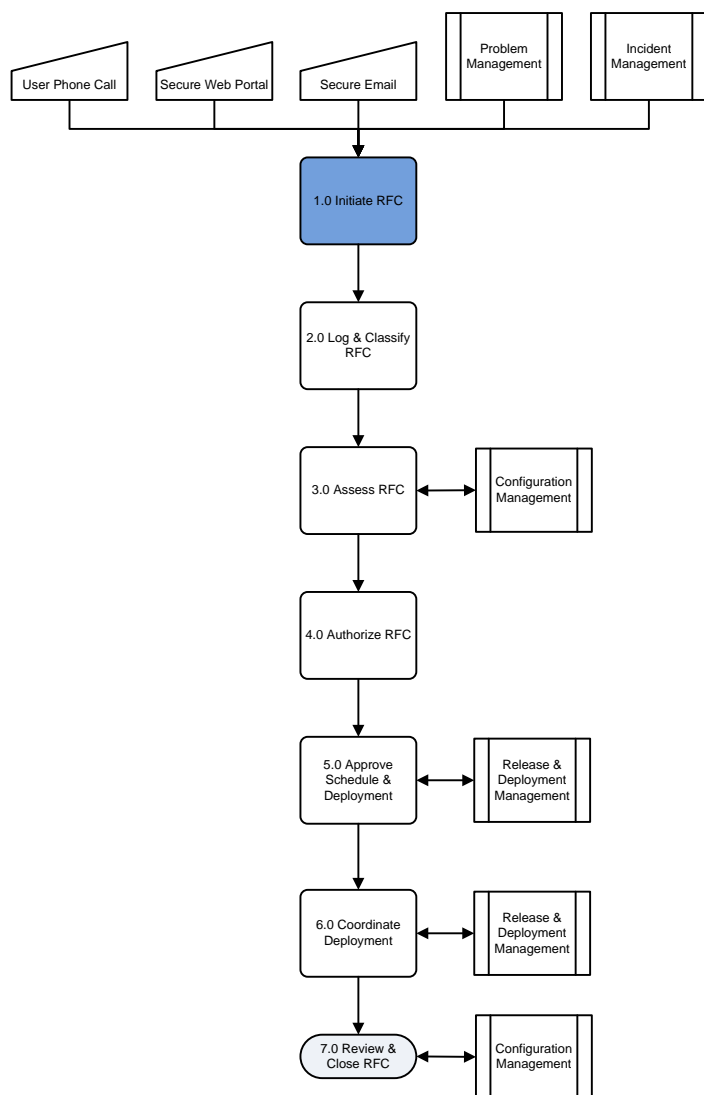 User Phone Call
Secure Web Portal
Secure Email
Problem
Management
Incident
Management
1.0 Initiate RFC
2.0 Log & Classify
RFC
3.0 Assess RFC
Configuration
Management
4.0 Authorize RFC
5.0 Approve
Schedule &
Deployment
Release &
Deployment
Management
6.0 Coordinate
Deployment
Release &
Deployment
Management
7.0 Review &
Close RFC
Configuration
Management